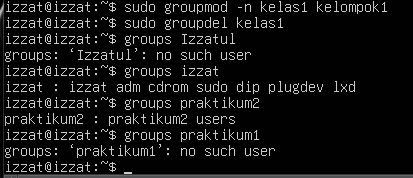 izzat@izzat:~$ sudo groupmod -n kelas1 kelompok1
izzat@izzat:~$ sudo groupdel kelas1
izzat@izzat:~$ groups Izzatul
groups: ‘Izzatul’: no such user
izzat@izzat:~$ groups izzat
izzat : izzat adm cdrom sudo dip plugdev lxd
izzat@izzat:~$ groups praktikum2
praktikum2 : praktikum2 users
izzat@izzat:~$ groups praktikum1
groups: ‘praktikum1’: no such user
izzat@izzat:~$ _